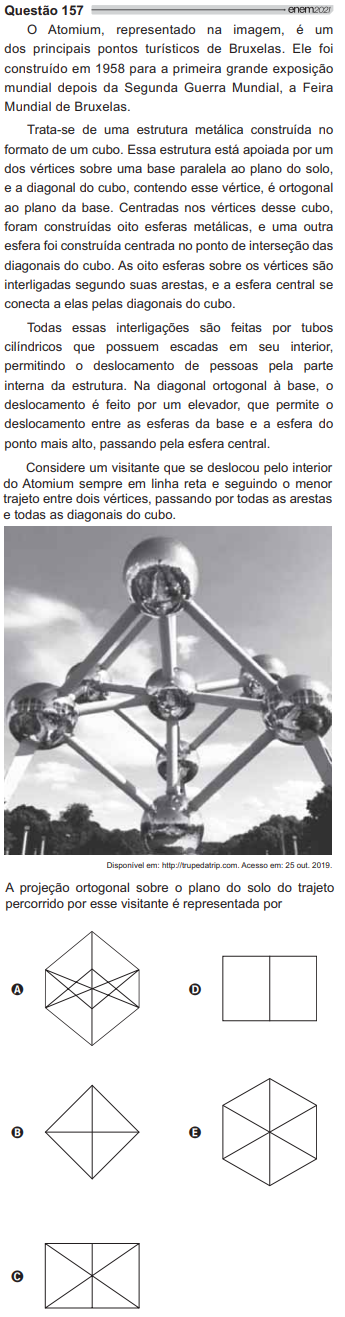 Questão 157
enem2021
O Atomium, representado na imagem, é um
dos principais pontos turísticos de Bruxelas. Ele foi
construído em 1958 para a primeira grande exposição
mundial depois da Segunda Guerra Mundial, a Feira
Mundial de Bruxelas.
Trata-se de uma estrutura metálica construída no
formato de um cubo. Essa estrutura está apoiada por um
dos vértices sobre uma base paralela ao plano do solo,
e a diagonal do cubo, contendo esse vértice, é ortogonal
ao plano da base. Centradas nos vértices desse cubo,
foram construídas oito esferas metálicas, e uma outra
esfera foi construída centrada no ponto de interseção das
diagonais do cubo. As oito esferas sobre os vértices são
interligadas segundo suas arestas, e a esfera central se
conecta a elas pelas diagonais do cubo.
Todas essas interligações são feitas por tubos
cilíndricos que possuem escadas em seu interior,
permitindo o deslocamento de pessoas pela parte
interna da estrutura. Na diagonal ortogonal à base, o
deslocamento é feito por um elevador, que permite o
deslocamento entre as esferas da base e a esfera do
ponto mais alto, passando pela esfera central.
Considere um visitante que se deslocou pelo interior
do Atomium sempre em linha reta e seguindo o menor
trajeto entre dois vértices, passando por todas as arestas
e todas as diagonais do cubo.
Disponível em: http://trupedatrip.com. Acesso em: 25 out. 2019.
A projeção ortogonal sobre o plano do solo do trajeto
percorrido por esse visitante é representada por
A
D
B
E
C